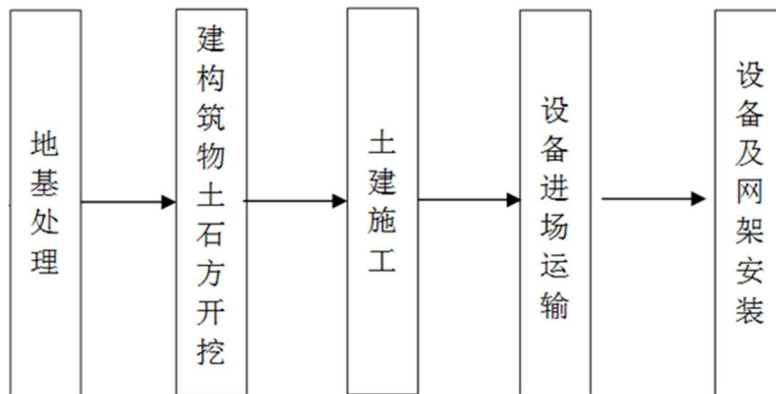 地基处理
建构筑物土石方开挖
土建施工
设备进场运输
设备及网架安装